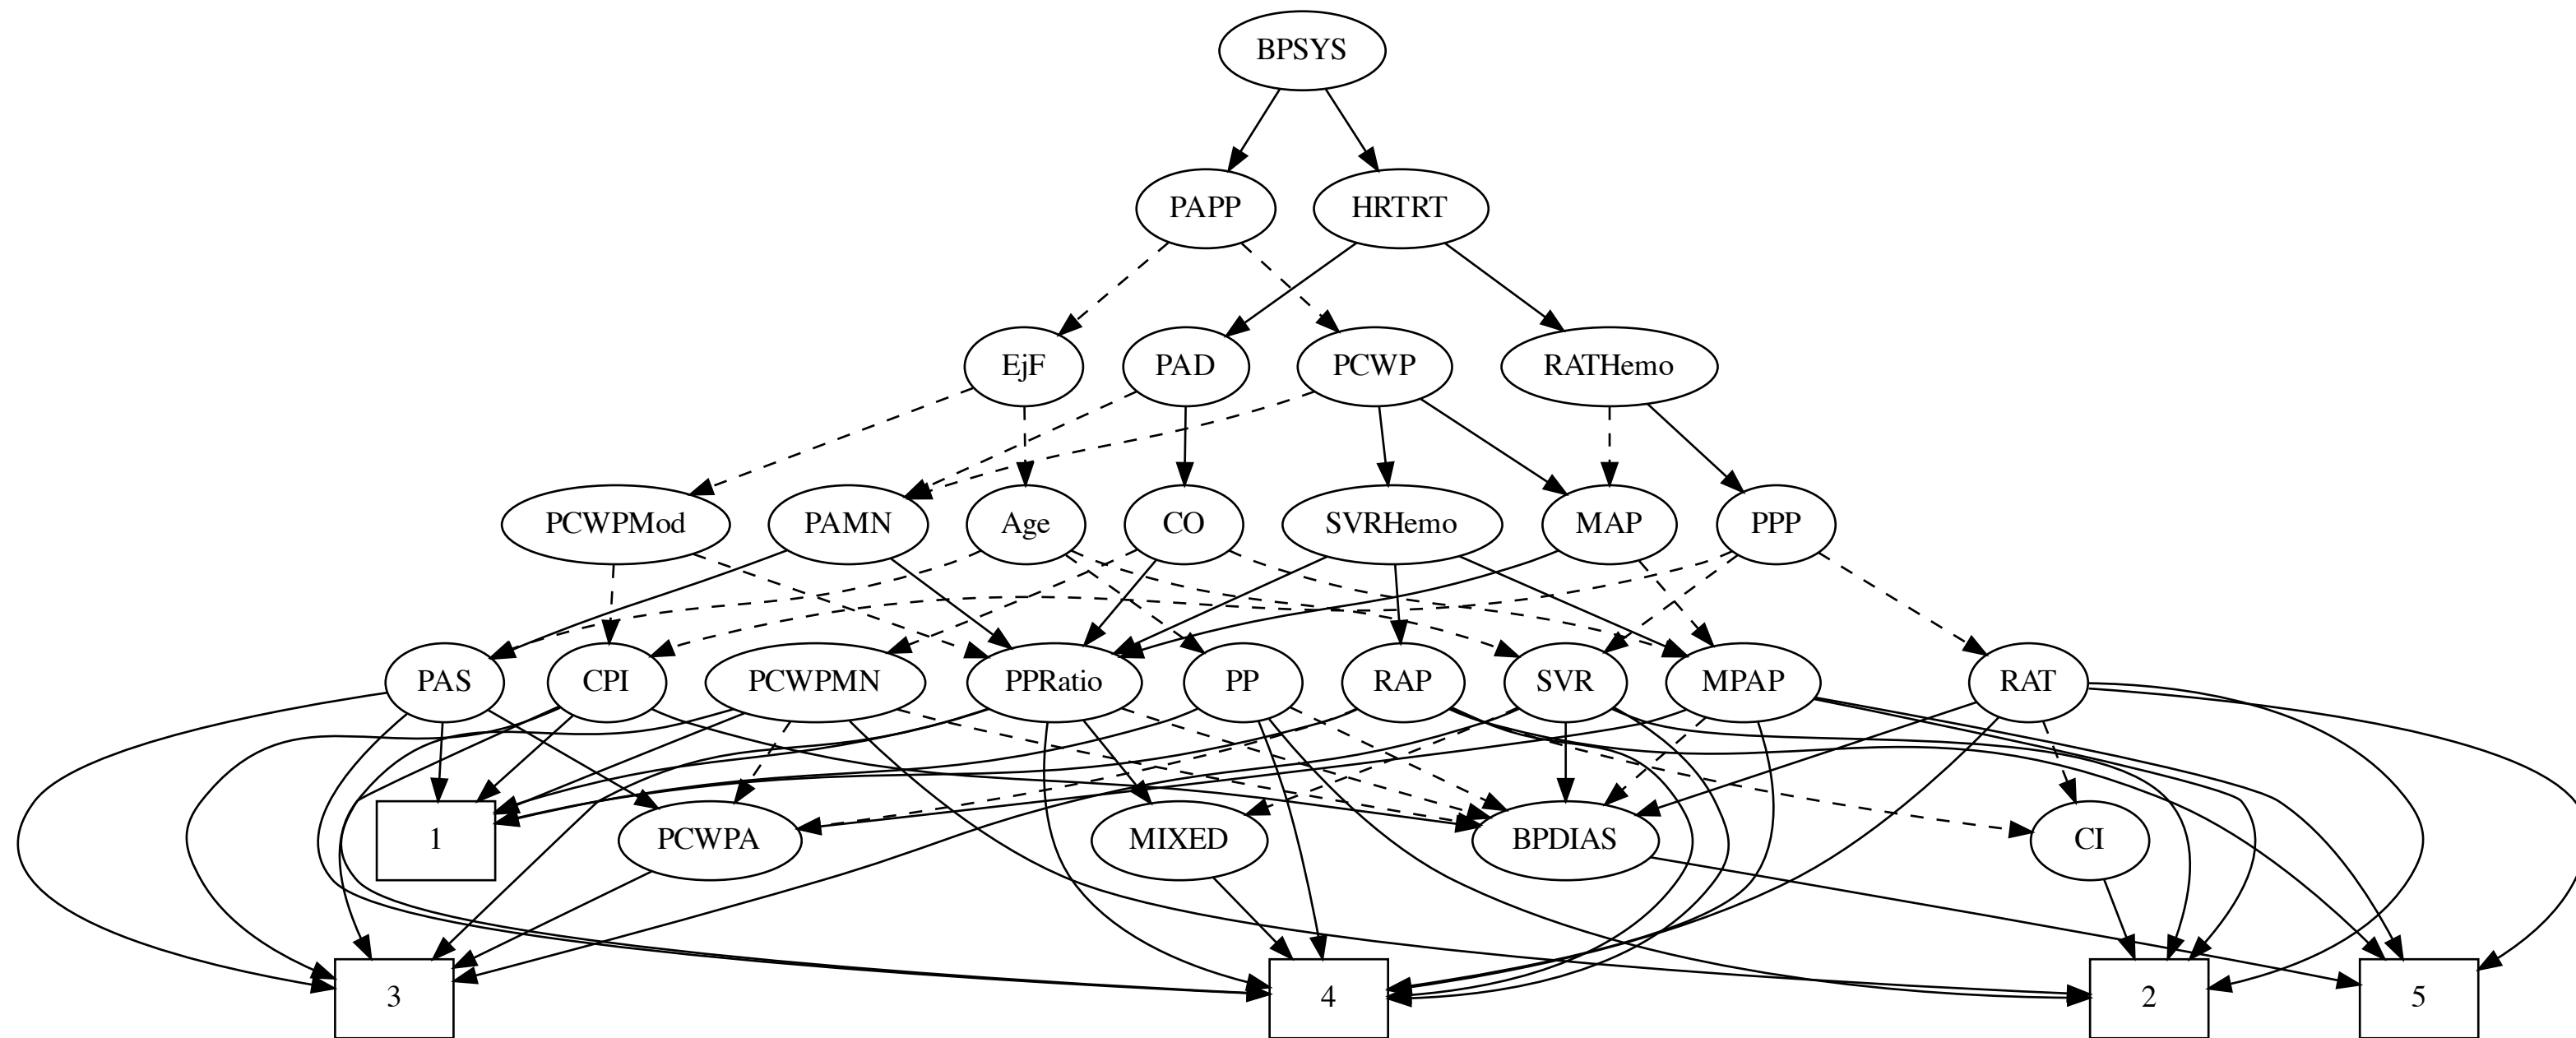 BPSYS
PAPP HRTRT
EjF PAD PCWP RATHemo
PCWPMod PAMN Age CO SVRHemo MAP PPP
PAS CPI PCWPMN PPRatio PP RAP SVR MPAP RAT
1 PCWPA MIXED BPDIAS CI
3 4 2 5